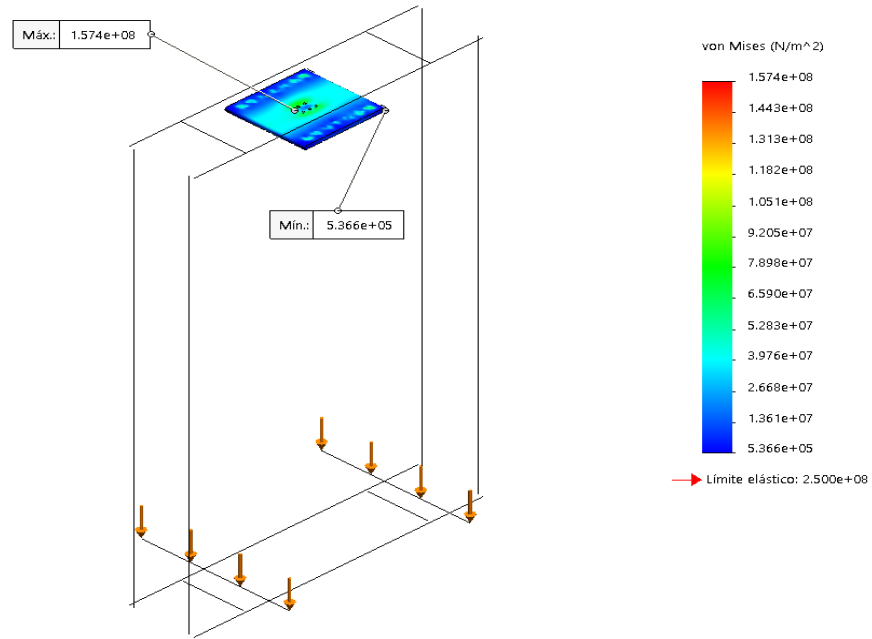 Máx.: 1.574e+08
Mín.: 5.366e+05
von Mises (N/m^2)
1.574e+08
1.443e+08
1.313e+08
1.182e+08
1.051e+08
9.205e+07
7.898e+07
6.590e+07
5.283e+07
3.976e+07
2.668e+07
1.361e+07
5.366e+05
Límite elástico: 2.500e+08